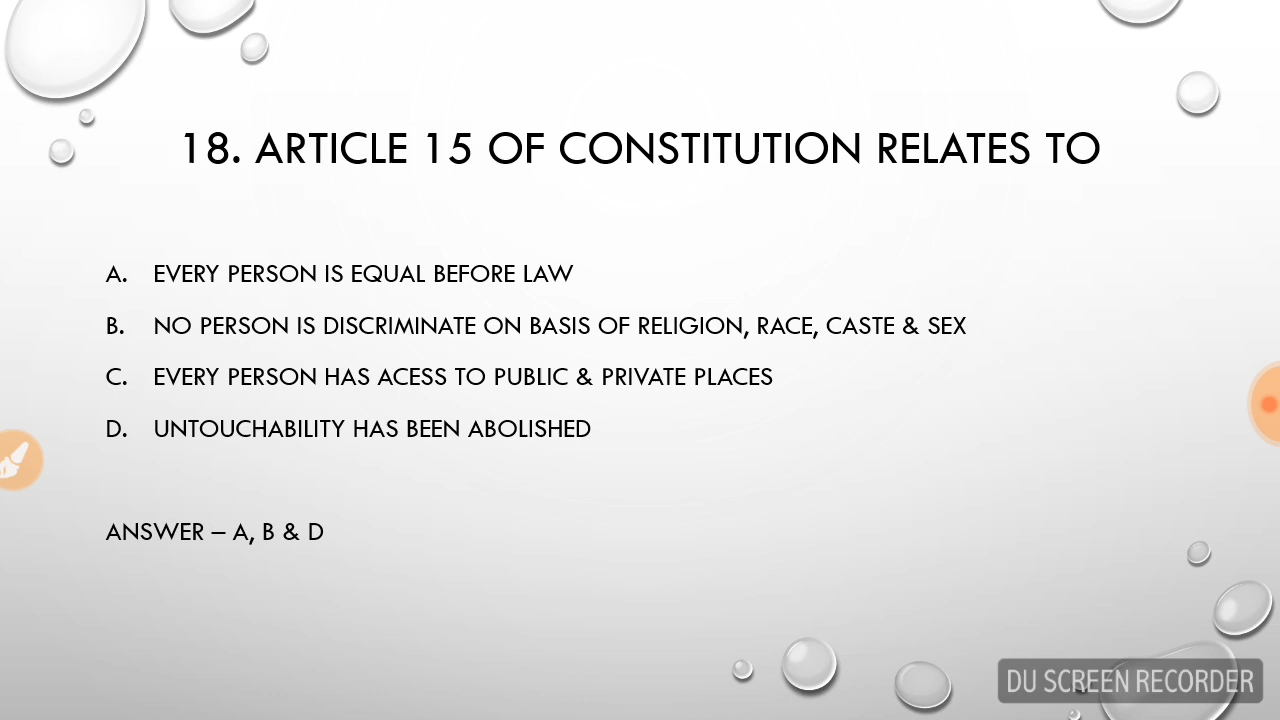 18. ARTICLE 15 OF CONSTITUTION RELATES TO
A. EVERY PERSON IS EQUAL BEFORE LAW
B. NO PERSON IS DISCRIMINATE ON BASIS OF RELIGION, RACE, CASTE & SEX
C. EVERY PERSON HAS ACESS TO PUBLIC & PRIVATE PLACES
D. UNTOUCHABILITY HAS BEEN ABOLISHED
ANSWER – A, B & D
DU SCREEN RECORDER